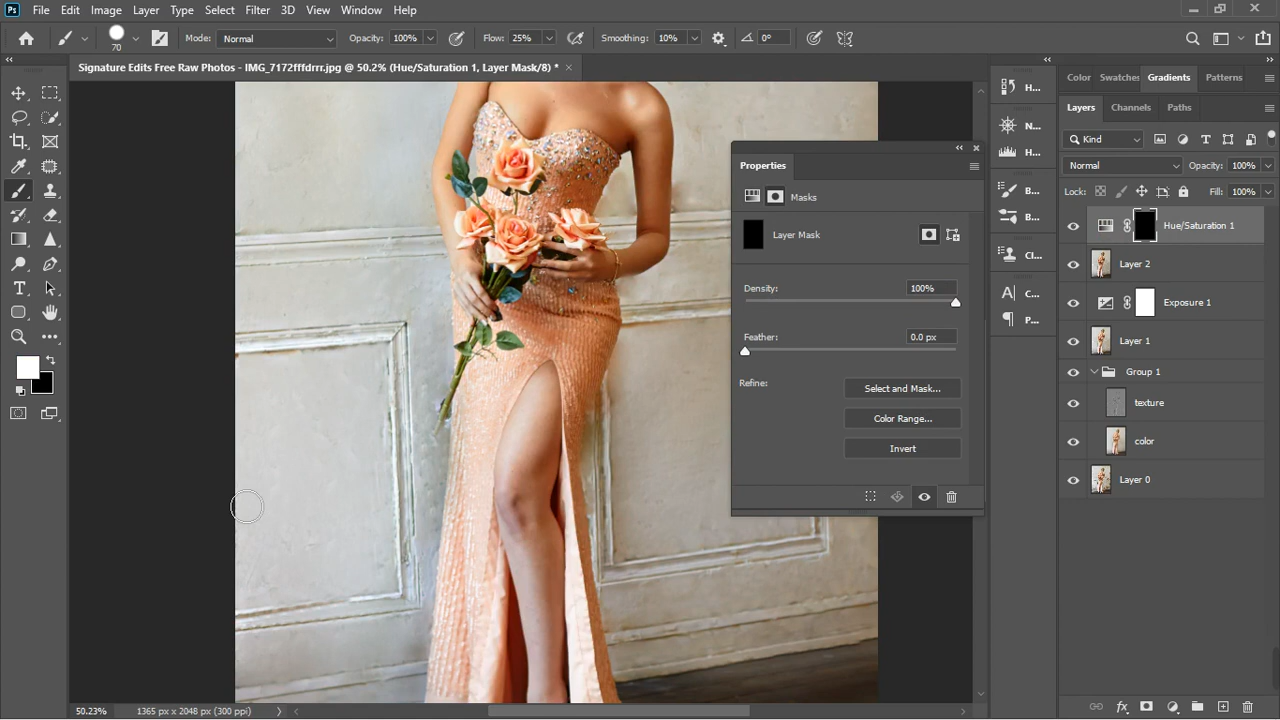 Ps File Edit Image Layer Type Select Filter 3D View Window Help
70 Mode: Normal Opacity: 100% Flow: 25% Smoothing: 10% 0°
Signature Edits Free Raw Photos - IMG_7172fffdrrr.jpg @ 50.2% (Hue/Saturation 1, Layer Mask/8) *
H...
N...
H...
B...
B...
Cl...
C...
P...
Properties
Masks
Layer Mask
Density: 100%
Feather: 0.0 px
Refine: Select and Mask...
Color Range...
Invert
Color Swatches Gradients Patterns
Layers Channels Paths
Kind
Normal Opacity: 100%
Lock: Fill: 100%
Hue/Saturation 1
Layer 2
Exposure 1
Layer 1
Group 1
texture
color
Layer 0
50.23% 1365 px x 2048 px (300 ppi)